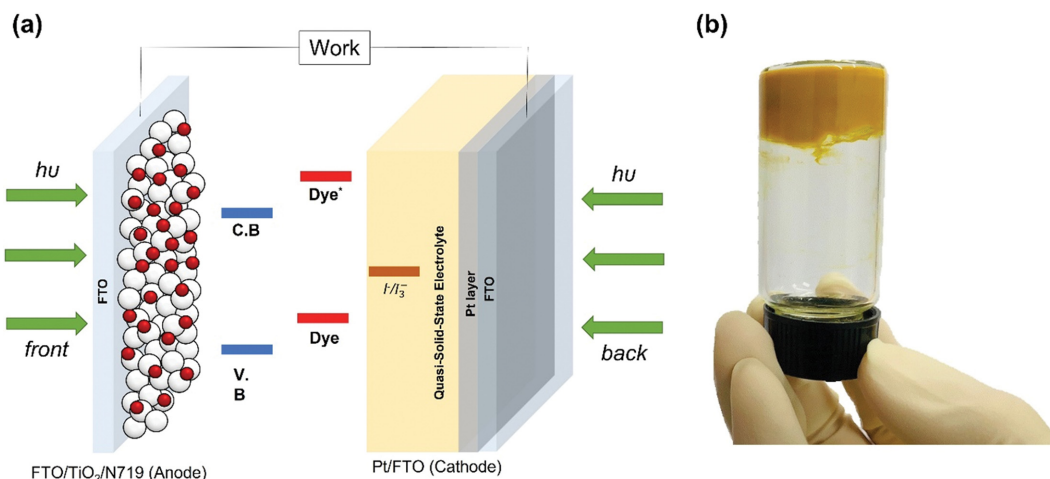 (a)
Work
(b)
hυ
front
FTO
C.B
V.
B
Dye*
Dye
I-/I3-
Quasi-Solid-State Electrolyte
Pt layer
FTO
hυ
back
FTO/TiO2/N719 (Anode)
Pt/FTO (Cathode)